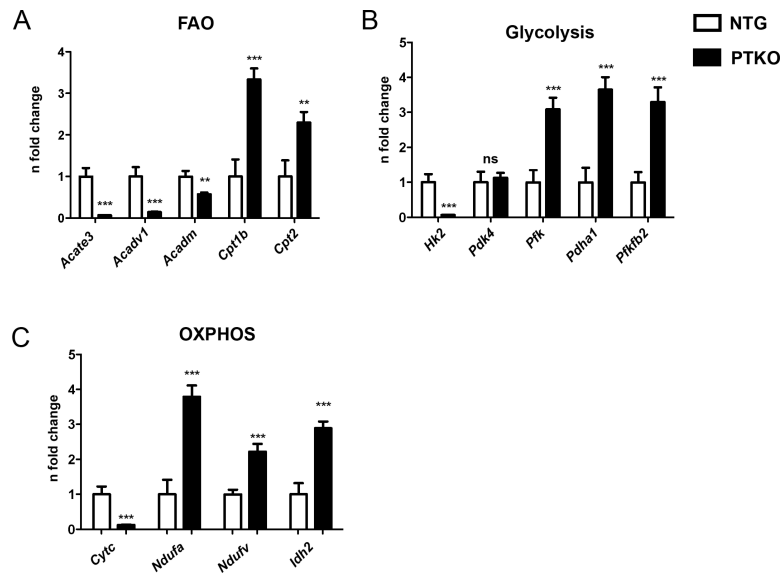 A
FAO
n fold change
4
3
2
1
0
***
***
**
***
**
Acate3
Acadv1
Acadm
Cpt1b
Cpt2
B
Glycolysis
n fold change
5
4
3
2
1
0
***
ns
***
***
***
Hk2
Pdk4
Pfk
Pdha1
Pfkfb2
NTG
PTKO
C
OXPHOS
n fold change
5
4
3
2
1
0
***
***
***
***
Cytc
Ndufa
Ndufv
Idh2